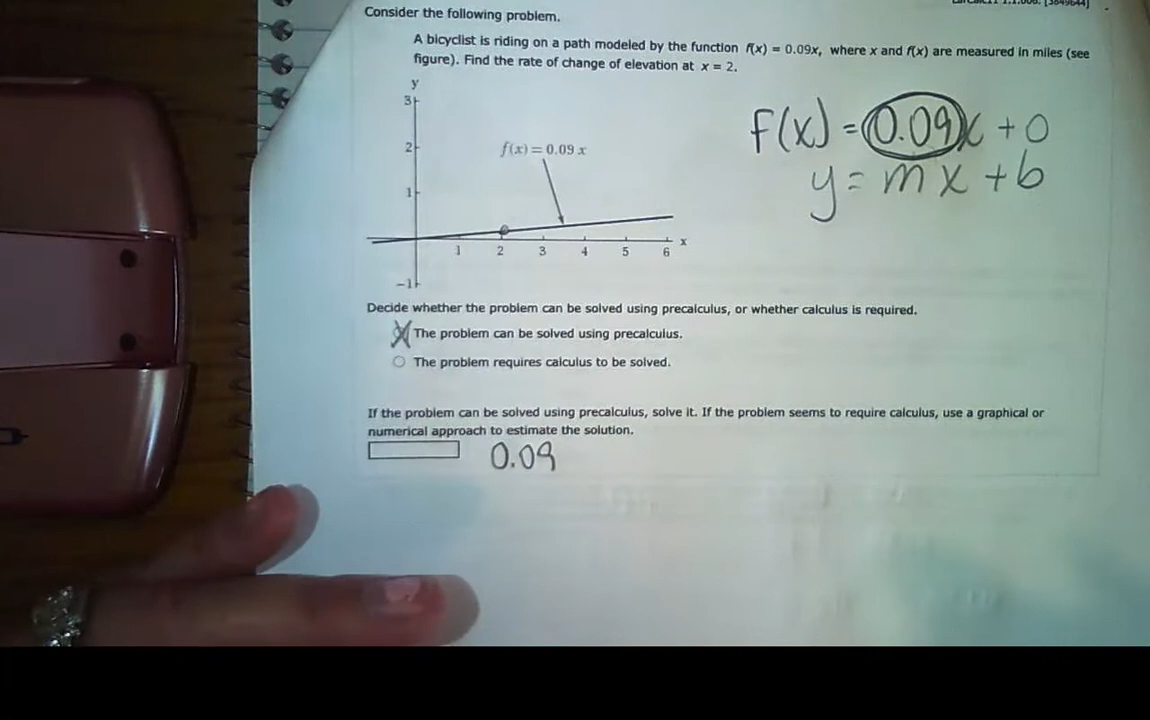 Consider the following problem.
A bicyclist is riding on a path modeled by the function f(x) = 0.09x, where x and f(x) are measured in miles (see
figure). Find the rate of change of elevation at x = 2.
y
3
2
1
-1
f(x) = 0.09 x
1 2 3 4 5 6 x
f(x) = 0.09x + 0
y = mx + b
Decide whether the problem can be solved using precalculus, or whether calculus is required.
The problem can be solved using precalculus.
The problem requires calculus to be solved.
If the problem can be solved using precalculus, solve it. If the problem seems to require calculus, use a graphical or
numerical approach to estimate the solution.
0.09